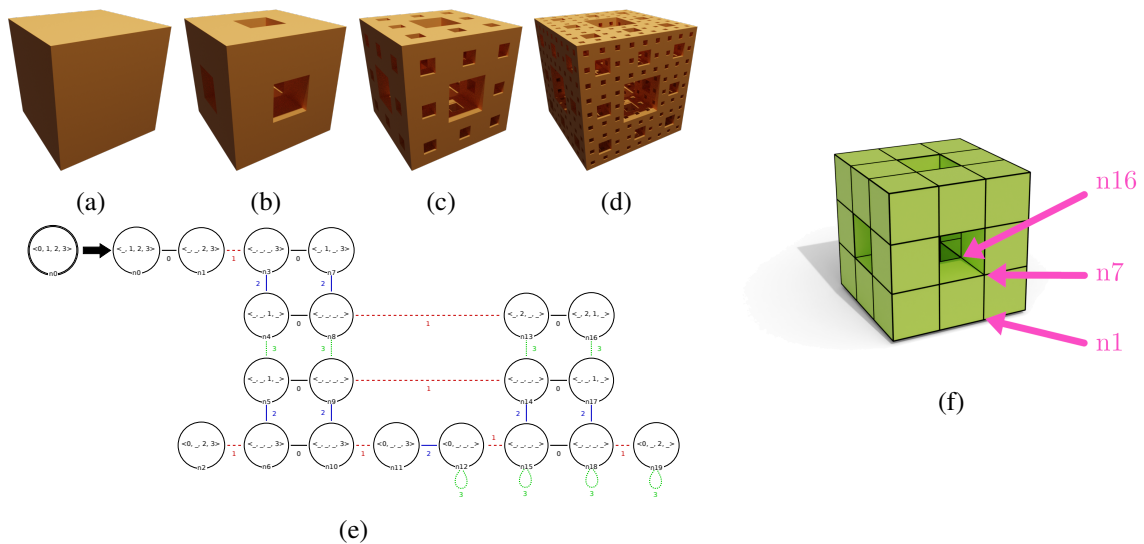 (a)
(b)
(c)
(d)
<0, 1, 2, 3>
n0
<_, 1, 2, 3>
n0
0
<_, _, 2, 3>
n1
1
<_, _, _, 3>
n3
0
<_, 1, _, 3>
n7
2
2
<_, _, 1, _>
n4
0
<_, _, _, _>
n8
1
<_, 2, _, _>
n13
0
<_, 2, 1, _>
n16
3
3
3
3
<_, _, 1, _>
n5
0
<_, _, _, _>
n9
1
<_, _, _, _>
n14
0
<_, _, 1, _>
n17
2
2
2
2
<0, _, 2, 3>
n2
1
<_, _, _, 3>
n6
0
<_, _, _, 3>
n10
1
<0, _, _, 3>
n11
2
<0, _, _, _>
n12
1
<_, _, _, _>
n15
0
<_, _, _, _>
n18
1
<0, _, 2, _>
n19
3
3
3
3
(e)
n16
n7
n1
(f)